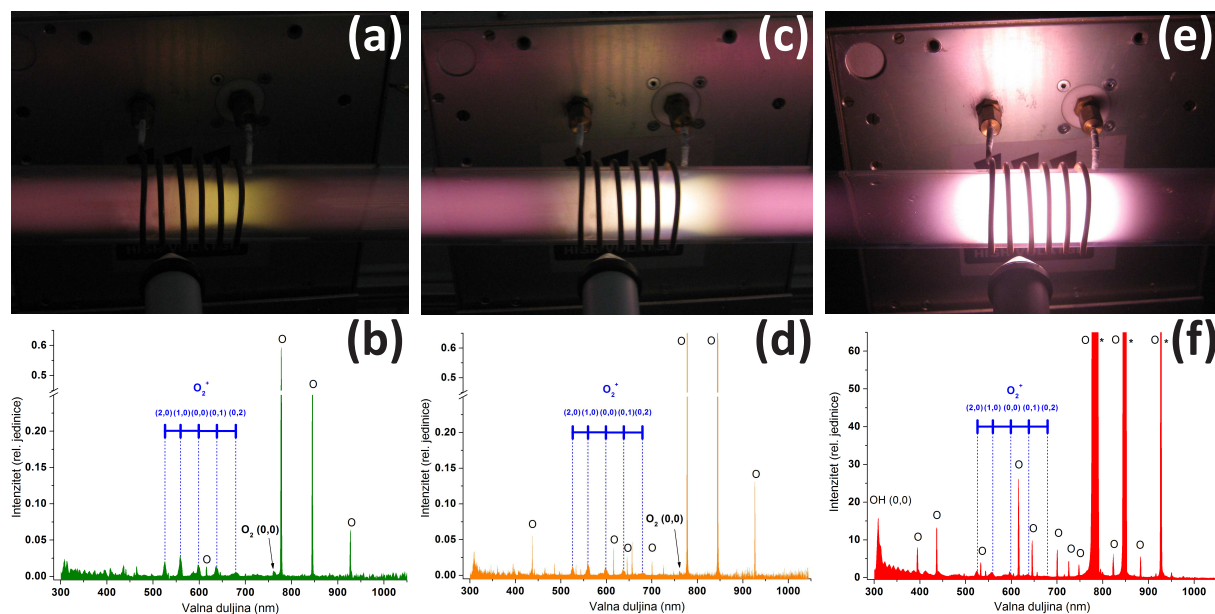 (a)
(c)
(e)
(b)
0.6
0.5
0.20
0.15
0.10
0.05
0.00
300 400 500 600 700 800 900 1000
Intenzitet (rel. jedinice)
Valna duljina (nm)
O₂⁺
(2,0) (1,0) (0,0) (0,1) (0,2)
O
O
O
O
O₂ (0,0)
(d)
0.6
0.5
0.20
0.15
0.10
0.05
0.00
300 400 500 600 700 800 900 1000
Intenzitet (rel. jedinice)
Valna duljina (nm)
O₂⁺
(2,0) (1,0) (0,0) (0,1) (0,2)
O O
O
O
O
O
O
O₂ (0,0)
(f)
60
50
40
30
20
10
0
300 400 500 600 700 800 900 1000
Intenzitet (rel. jedinice)
Valna duljina (nm)
O * O * O *
O₂⁺
(2,0) (1,0) (0,0) (0,1) (0,2)
OH (0,0)
O
O
O
O
O
O
O
O
O
O